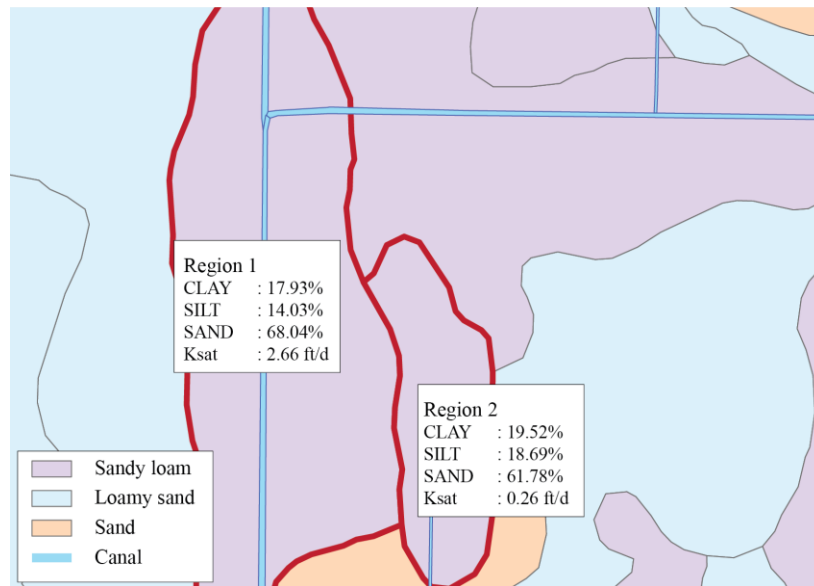 Region 1
CLAY : 17.93%
SILT : 14.03%
SAND : 68.04%
Ksat : 2.66 ft/d
Region 2
CLAY : 19.52%
SILT : 18.69%
SAND : 61.78%
Ksat : 0.26 ft/d
Sandy loam
Loamy sand
Sand
Canal